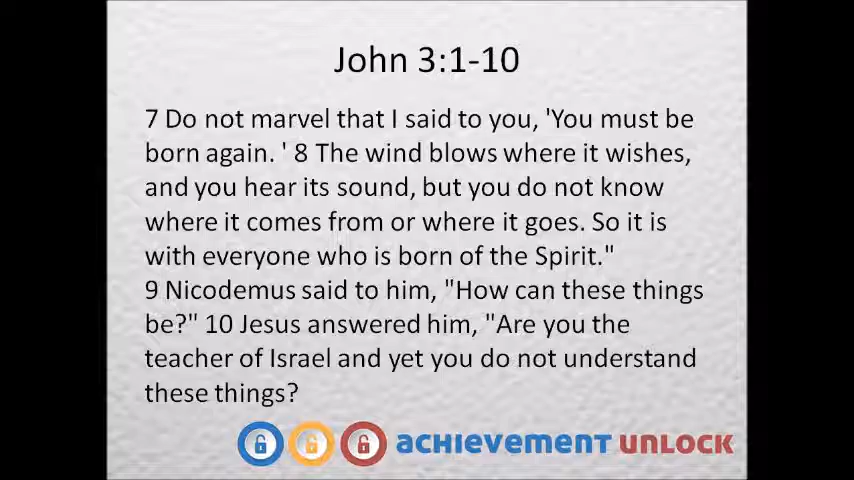 John 3:1-10
7 Do not marvel that I said to you, 'You must be
born again. ' 8 The wind blows where it wishes,
and you hear its sound, but you do not know
where it comes from or where it goes. So it is
with everyone who is born of the Spirit."
9 Nicodemus said to him, "How can these things
be?" 10 Jesus answered him, "Are you the
teacher of Israel and yet you do not understand
these things?
ACHIEVEMENT UNLOCK